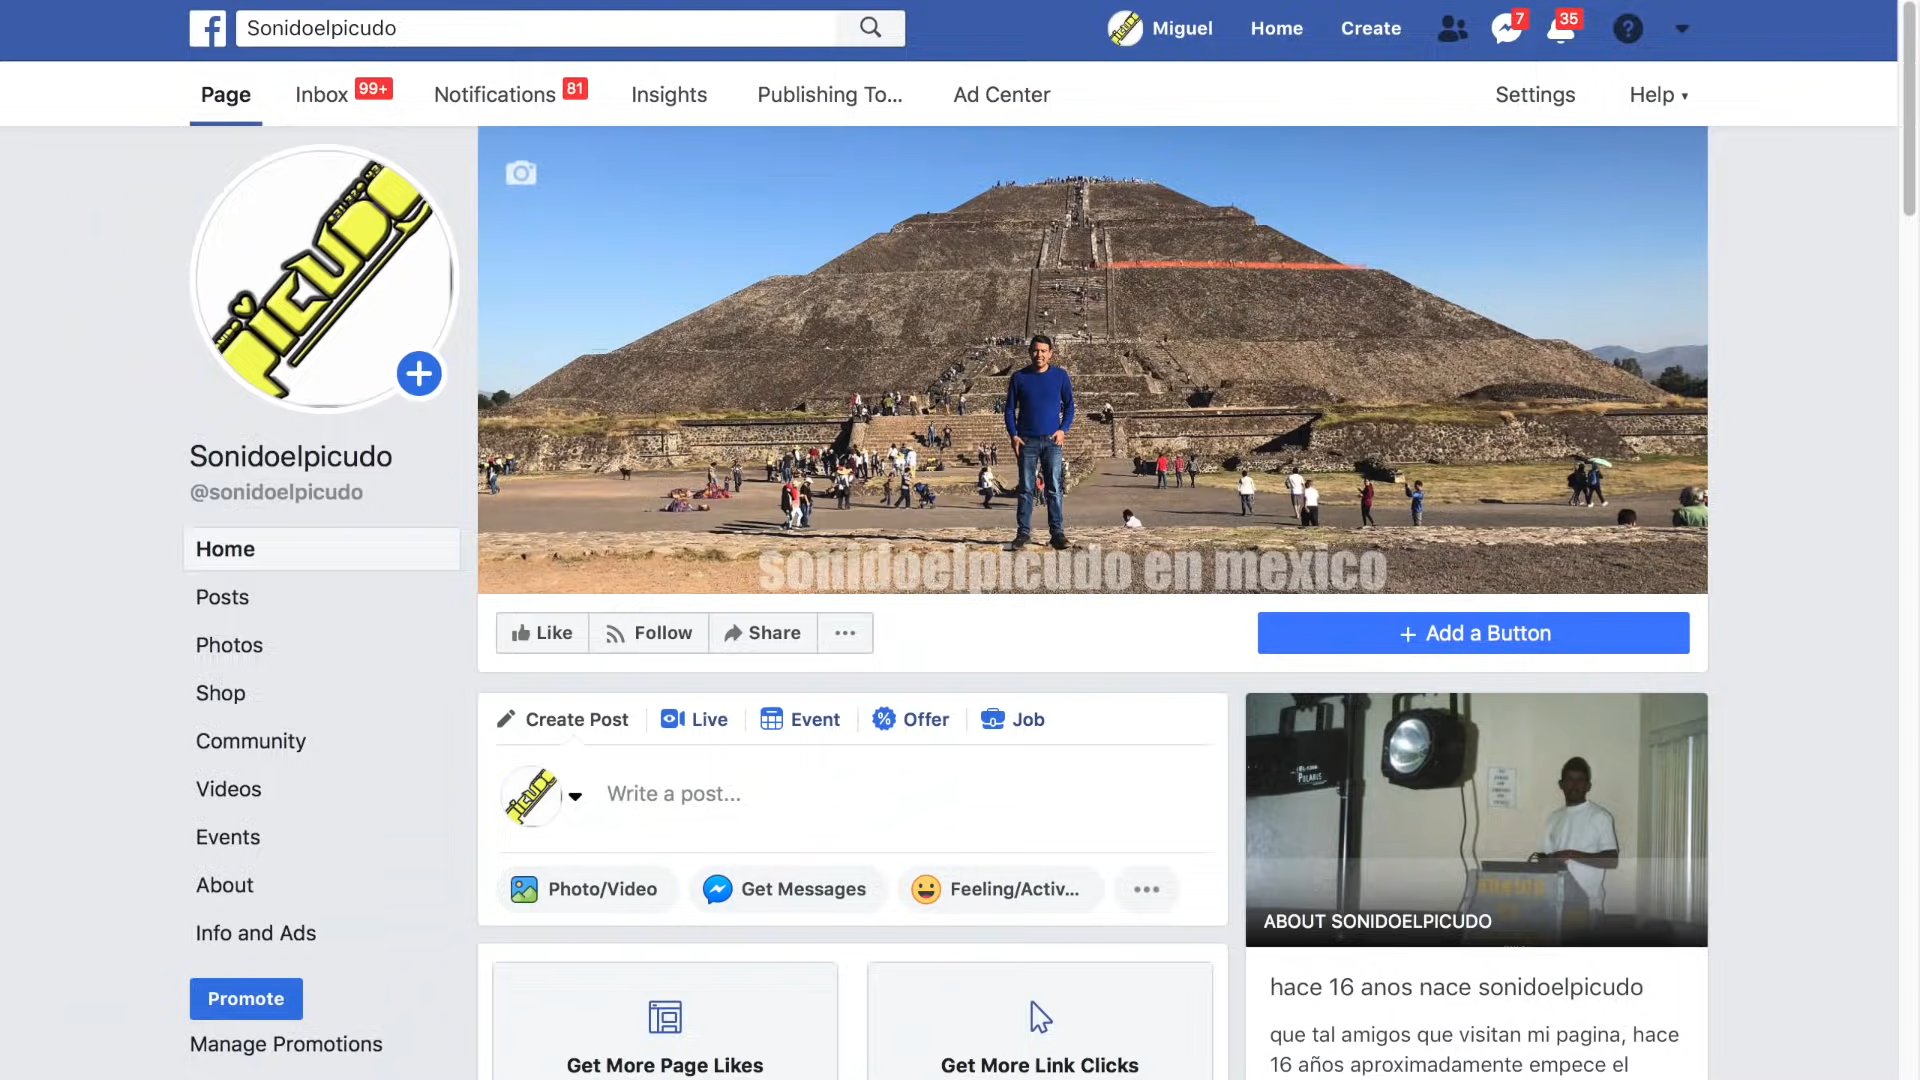 Sonidoelpicudo
Miguel
Home
Create
7
35
Page
Inbox 99+
Notifications 81
Insights
Publishing To...
Ad Center
Settings
Help
PICUDO
Sonidoelpicudo
@sonidoelpicudo
Home
Posts
Photos
Shop
Community
Videos
Events
About
Info and Ads
Promote
Manage Promotions
sonidoelpicudo en mexico
Like
Follow
Share
+ Add a Button
Create Post
Live
Event
Offer
Job
Write a post...
Photo/Video
Get Messages
Feeling/Activ...
Get More Page Likes
Get More Link Clicks
ABOUT SONIDOELPICUDO
hace 16 anos nace sonidoelpicudo
que tal amigos que visitan mi pagina, hace
16 años aproximadamente empece el